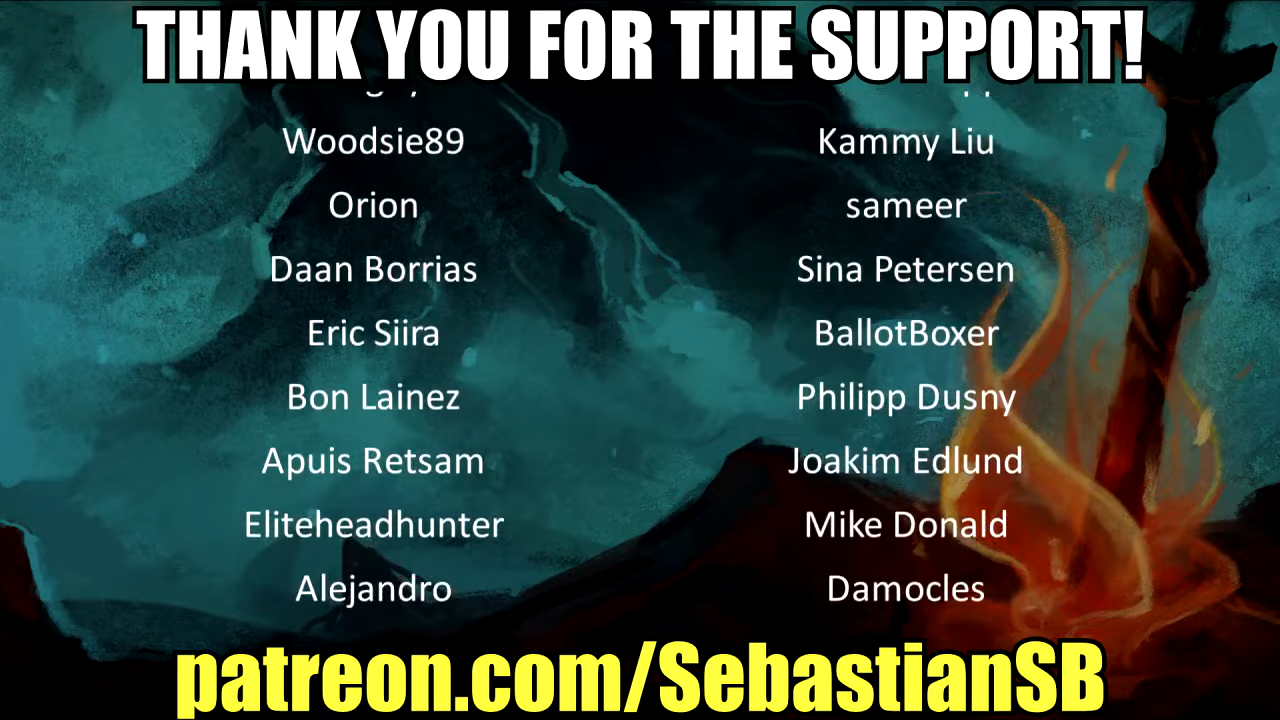 THANK YOU FOR THE SUPPORT!
Woodsie89
Kammy Liu
Orion
sameer
Daan Borrias
Sina Petersen
Eric Siira
BallotBoxer
Bon Lainez
Philipp Dusny
Apuis Retsam
Joakim Edlund
Eliteheadhunter
Mike Donald
Alejandro
Damocles
patreon.com/SebastianSB